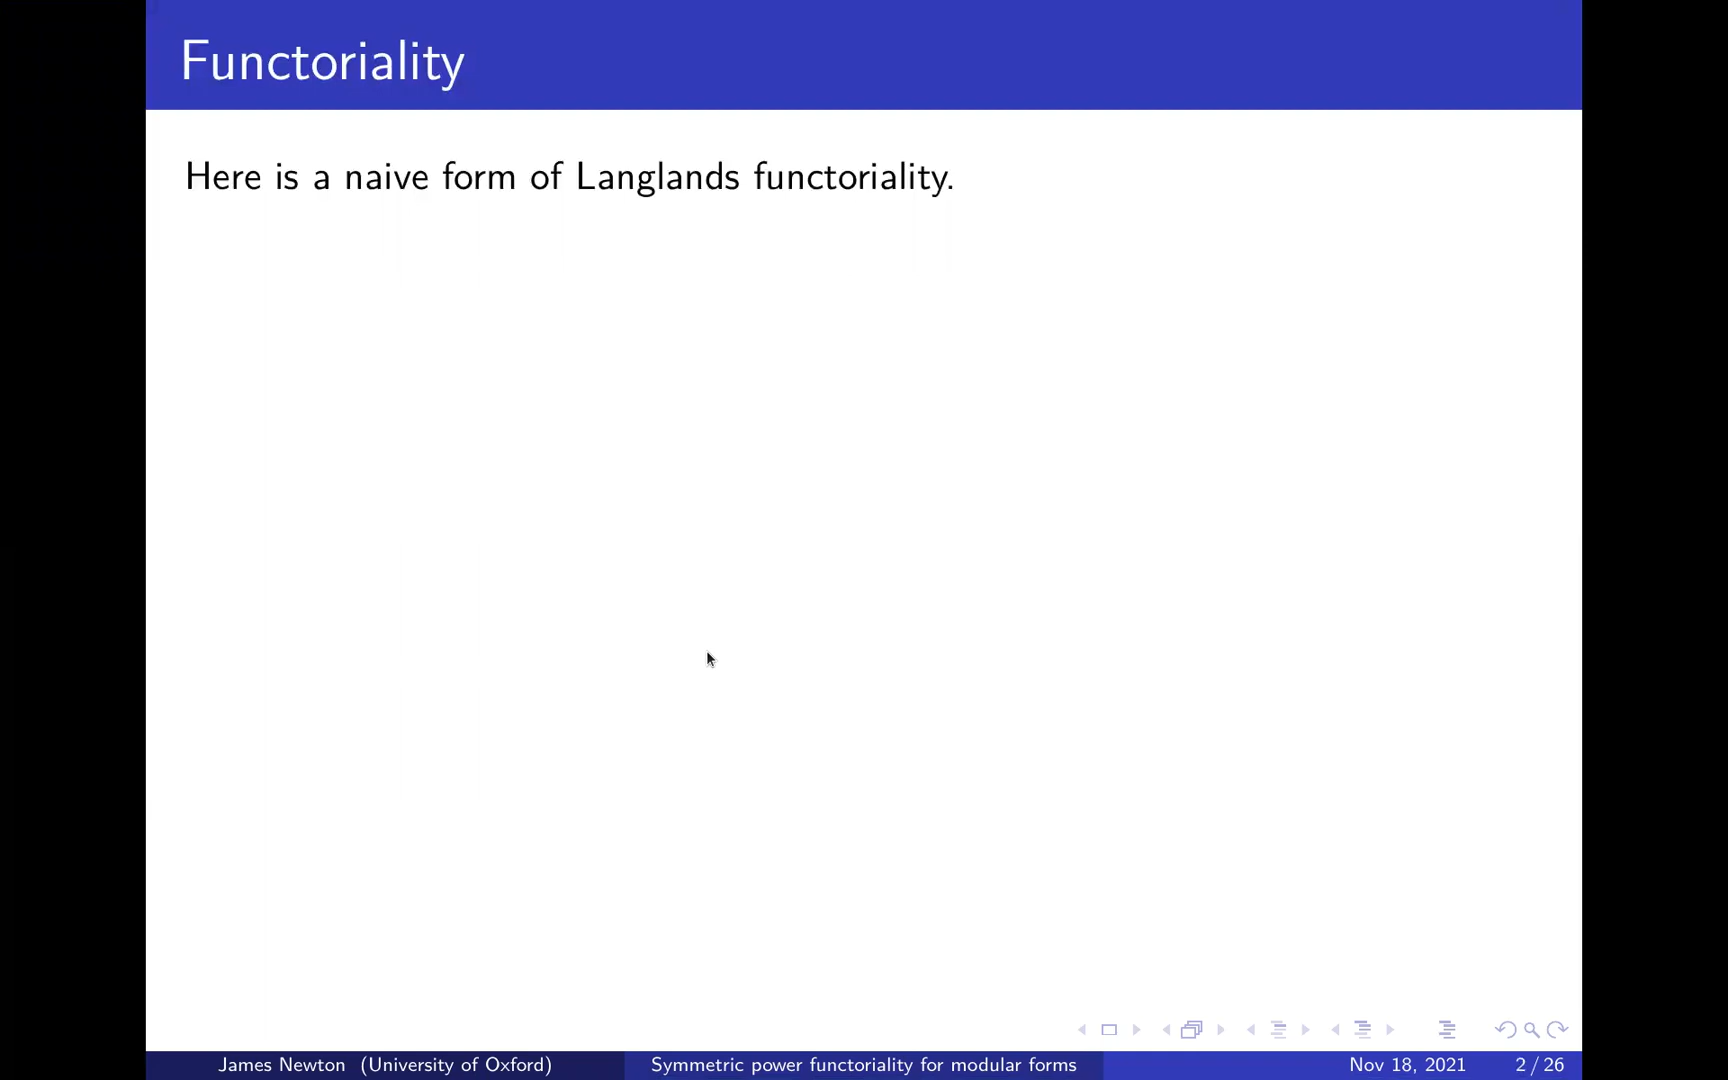 Functoriality
Here is a naive form of Langlands functoriality.
James Newton (University of Oxford) Symmetric power functoriality for modular forms Nov 18, 2021 2 / 26